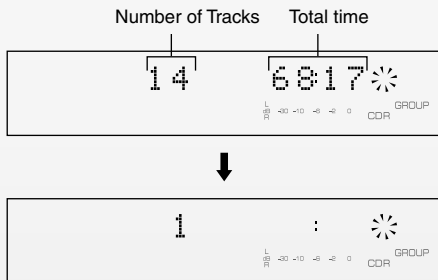 Number of Tracks Total time
14 68:17
L
dB -30 -10 -6 -2 0
R
CDR GROUP
1 :
L
dB -30 -10 -6 -2 0
R
CDR GROUP